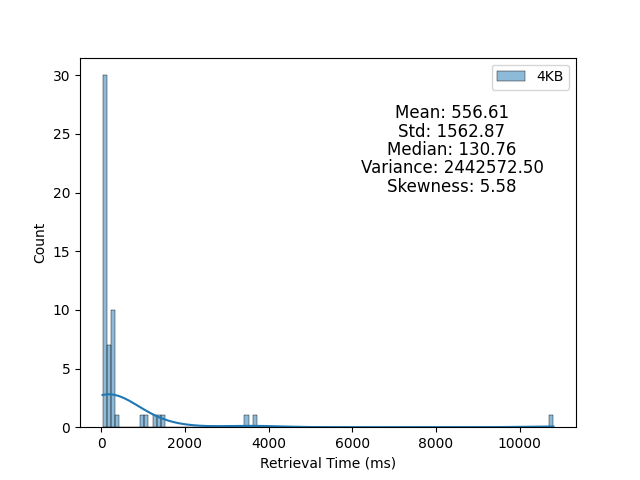 4KB
Mean: 556.61
Std: 1562.87
Median: 130.76
Variance: 2442572.50
Skewness: 5.58
30
25
20
15
10
5
0
Count
0 2000 4000 6000 8000 10000
Retrieval Time (ms)